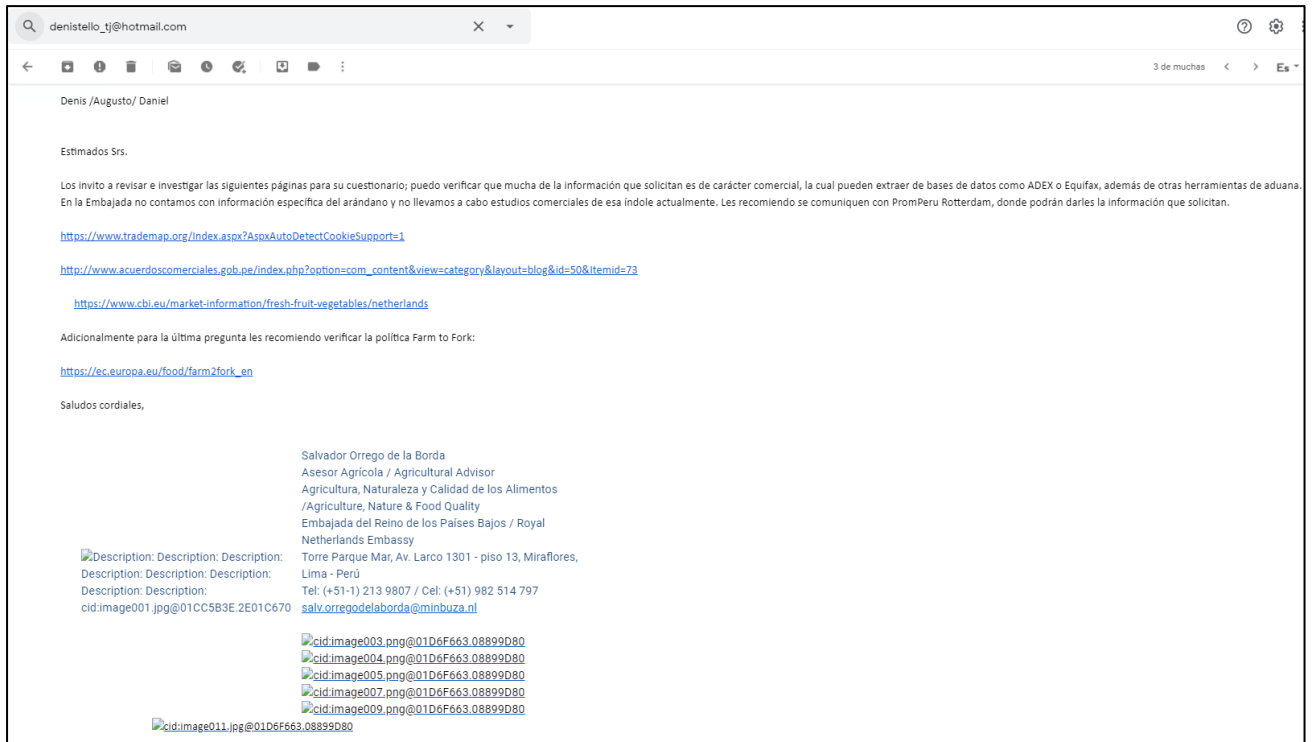 denistello_tj@hotmail.com
3 de muchas
Es
Denis /Augusto/ Daniel
Estimados Srs.
Los invito a revisar e investigar las siguientes páginas para su cuestionario; puedo verificar que mucha de la información que solicitan es de carácter comercial, la cual pueden extraer de bases de datos como ADEX o Equifax, además de otras herramientas de aduana.
En la Embajada no contamos con información específica del arándano y no llevamos a cabo estudios comerciales de esa índole actualmente. Les recomiendo se comuniquen con PromPeru Rotterdam, donde podrán darles la información que solicitan.
https://www.trademap.org/Index.aspx?AspxAutoDetectCookieSupport=1
http://www.acuerdoscomerciales.gob.pe/index.php?option=com_content&view=category&layout=blog&id=50&Itemid=73
https://www.cbi.eu/market-information/fresh-fruit-vegetables/netherlands
Adicionalmente para la última pregunta les recomiendo verificar la política Farm to Fork:
https://ec.europa.eu/food/farm2fork_en
Saludos cordiales,
Salvador Orrego de la Borda
Asesor Agrícola / Agricultural Advisor
Agricultura, Naturaleza y Calidad de los Alimentos
/Agriculture, Nature & Food Quality
Embajada del Reino de los Países Bajos / Royal
Netherlands Embassy
Torre Parque Mar, Av. Larco 1301 - piso 13, Miraflores,
Lima - Perú
Tel: (+51-1) 213 9807 / Cel: (+51) 982 514 797
salv.orregodelaborda@minbuza.nl
Description: Description: Description:
Description: Description: Description:
Description: Description:
cid:image001.jpg@01CC5B3E.2E01C670
cid:image003.png@01D6F663.08899D80
cid:image004.png@01D6F663.08899D80
cid:image005.png@01D6F663.08899D80
cid:image007.png@01D6F663.08899D80
cid:image009.png@01D6F663.08899D80
cid:image011.jpg@01D6F663.08899D80